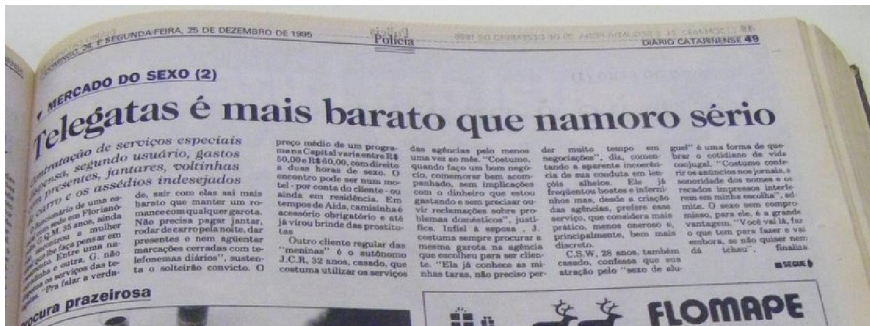 DOMINGO, 24, E SEGUNDA-FEIRA, 25 DE DEZEMBRO DE 1995
Polícia
DIÁRIO CATARINENSE 49
MERCADO DO SEXO (2)
Telegatas é mais barato que namoro sério
contratação de serviços especiais
segundo usuário, gastos
presentes, jantares, voltinhas
carro e os assédios indesejados
de, sair com elas sai mais
barato que manter um ro-
mance com qualquer garota.
Não precisa pagar jantar,
rodar de carro pela noite, dar
presentes e nem agüentar
marcações cerradas com te-
lefonemas diários", susten-
ta o solteirão convicto. O
preço médio de um progra-
ma na Capital varia entre R$
50,00 e R$ 60,00, com direito
a duas horas de sexo. O
encontro pode ser num mo-
tel - por conta do cliente - ou
ainda em residência. Em
tempos de Aids, camisinha é
acessório obrigatório e até
já virou brinde das prostitu-
tas
Outro cliente regular das
"meninas" é o autônomo
J.C.R, 32 anos, casado, que
costuma utilizar os serviços
das agências pelo menos
uma vez ao mês. "Costumo,
quando faço um bom negó-
cio, comemorar bem acom-
panhado, sem implicações
com o dinheiro que estou
gastando e sem precisar ou-
vir reclamações sobre pro-
blemas domésticos", justi-
fica. Infiel à esposa , J.
costuma sempre procurar a
mesma garota da agência
que escolheu para ser clien-
te. "Ela já conhece as mi-
nhas taras, não preciso per-
der muito tempo em
negociações", diz, comen-
tando a aparente incoerên-
cia de sua conduta em len-
çóis alheios. Ele já
freqüentou boates e inferni-
nhos mas, desde a criação
das agências, prefere esse
serviço, que considera mais
prático, menos oneroso e,
principalmente, bem mais
discreto.
C.S.W, 28 anos, também
casado, confessa que sua
atração pelo "sexo de alu-
guel" é uma forma de que-
brar o cotidiano de vida
conjugal. "Costumo confe-
rir os anúncios nos jornais, a
sonoridade dos nomes e os
recados impressos interfe-
rem em minha escolha", ad-
mite. O sexo sem compro-
misso, para ele, é a grande
vantagem. "Você vai lá, faz
o que tem para fazer e vai
embora, se não quiser nem
dá tchau", finaliza
SEGUE
procura prazeirosa
FLOMAPE